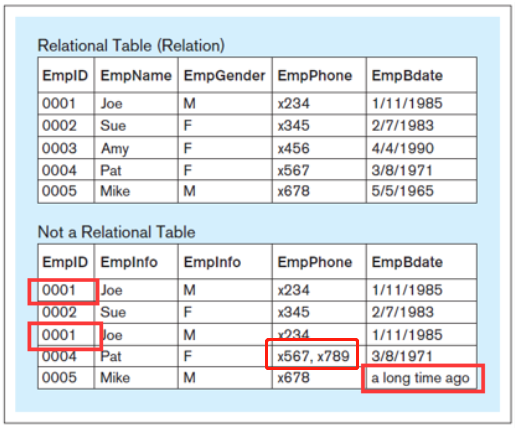 Relational Table (Relation)
EmpID EmpName EmpGender EmpPhone EmpBdate
0001 Joe M x234 1/11/1985
0002 Sue F x345 2/7/1983
0003 Amy F x456 4/4/1990
0004 Pat F x567 3/8/1971
0005 Mike M x678 5/5/1965
Not a Relational Table
EmpID EmpInfo EmpInfo EmpPhone EmpBdate
0001 Joe M x234 1/11/1985
0002 Sue F x345 2/7/1983
0001 Joe M x234 1/11/1985
0004 Pat F x567, x789 3/8/1971
0005 Mike M x678 a long time ago